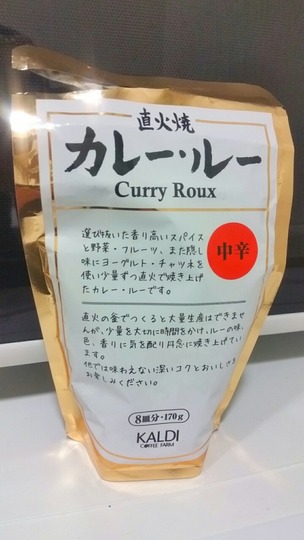 直火焼
カレー・ルー
Curry Roux
選び抜いた香り高いスパイス
と野菜・フルーツ、また隠し
味にヨーグルト・チャツネを
使い少量ずつ直火で焼き上げ
たカレー・ルーです。
中辛
直火の釜でつくると大量生産はできませ
んが、少量を大切に時間をかけ、ルーの味、
色、香りに気を配り丹念に焼き上げてい
ます。
他では味わえない深いコクとおいしさを
お楽しみください。
8皿分・170g
KALDI
COFFEE FARM